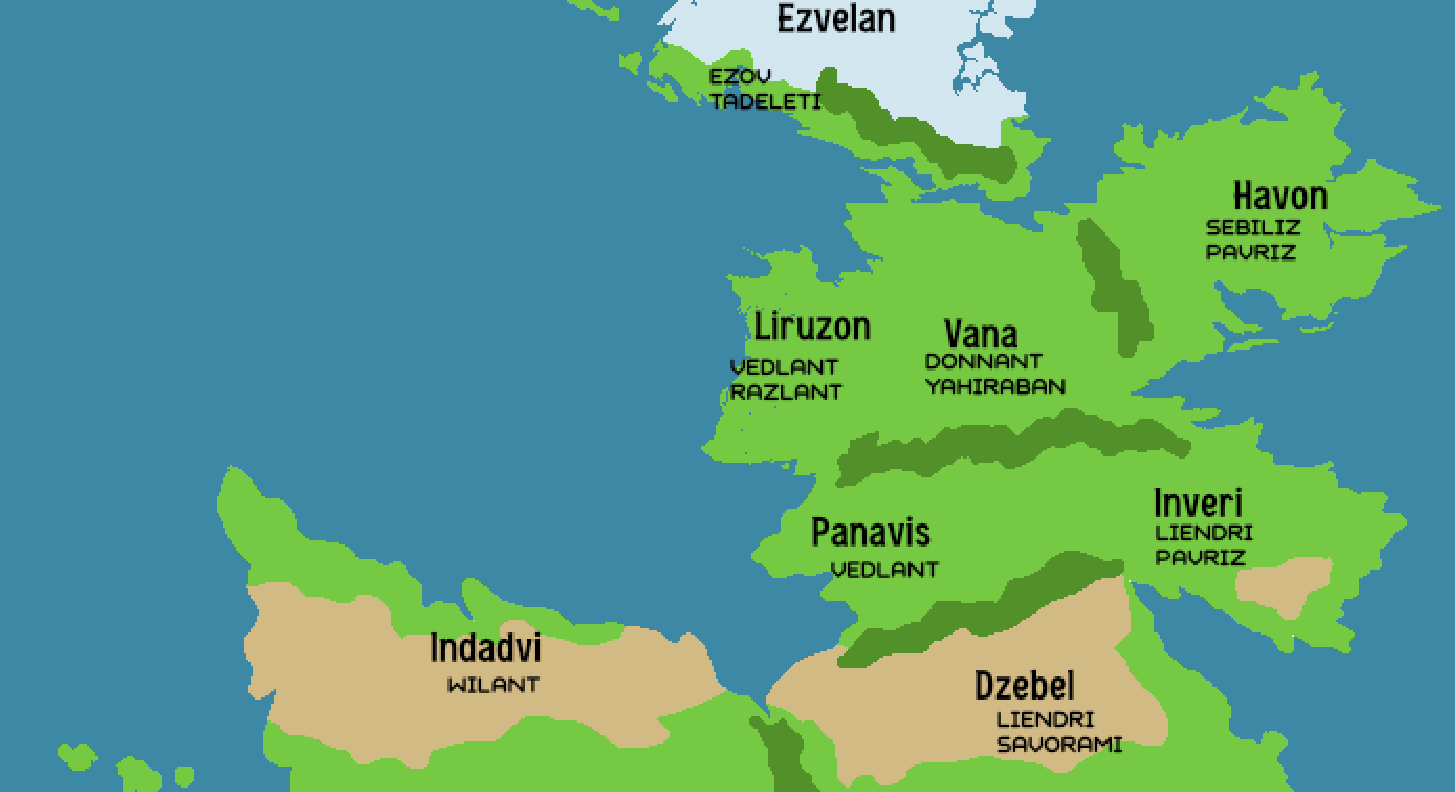 Ezvelan
EZOV
TADELETI
Havon
SEBILIZ
PAVRIZ
Liruzon
VEDLANT
RAZLANT
Vana
DONNANT
YAHIRABAN
Panavis
VEDLANT
Inveri
LIENDRI
PAVRIZ
Indadvi
WILANT
Dzebel
LIENDRI
SAVORAMI